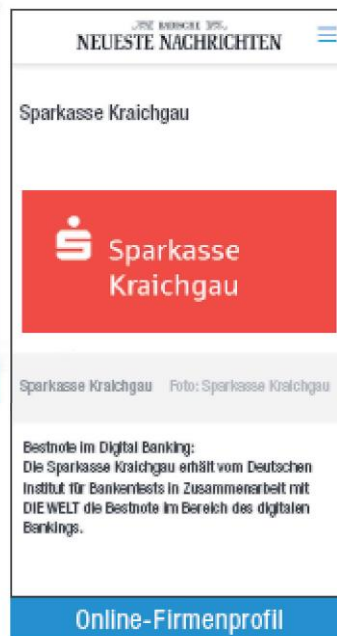 BADISCHE
NEUESTE NACHRICHTEN
Sparkasse Kraichgau
Sparkasse
Kraichgau
Sparkasse Kraichgau Foto: Sparkasse Kraichgau
Bestnote im Digital Banking:
Die Sparkasse Kraichgau erhält vom Deutschen
Institut für Bankentests in Zusammenarbeit mit
DIE WELT die Bestnote im Bereich des digitalen
Bankings.
Online-Firmenprofil